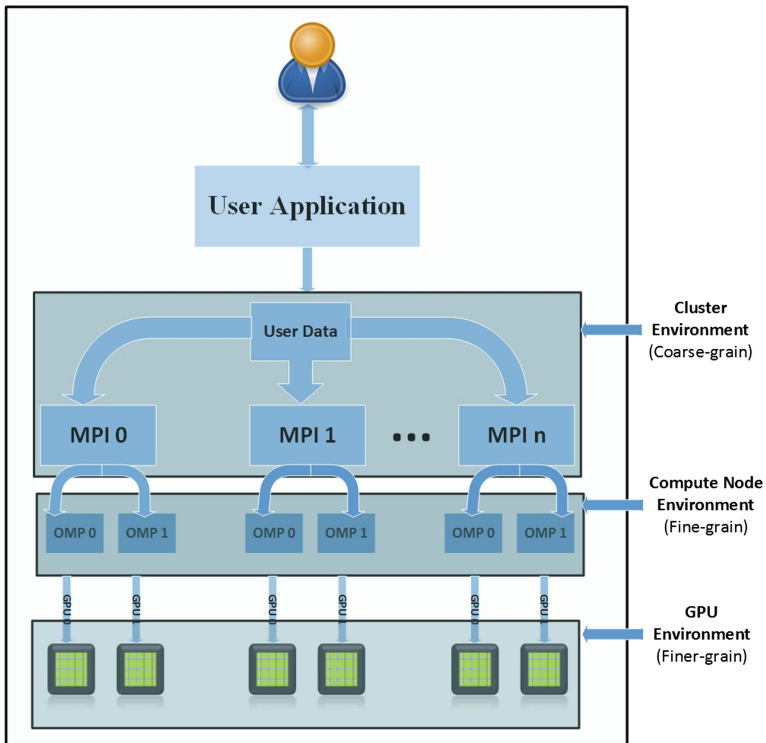 User Application
User Data
Cluster
Environment
(Coarse-grain)
MPI 0
MPI 1
...
MPI n
Compute Node
Environment
(Fine-grain)
OMP 0
OMP 1
OMP 0
OMP 1
OMP 0
OMP 1
GPU 0
GPU 1
GPU 0
GPU 1
GPU 0
GPU 1
GPU
Environment
(Finer-grain)